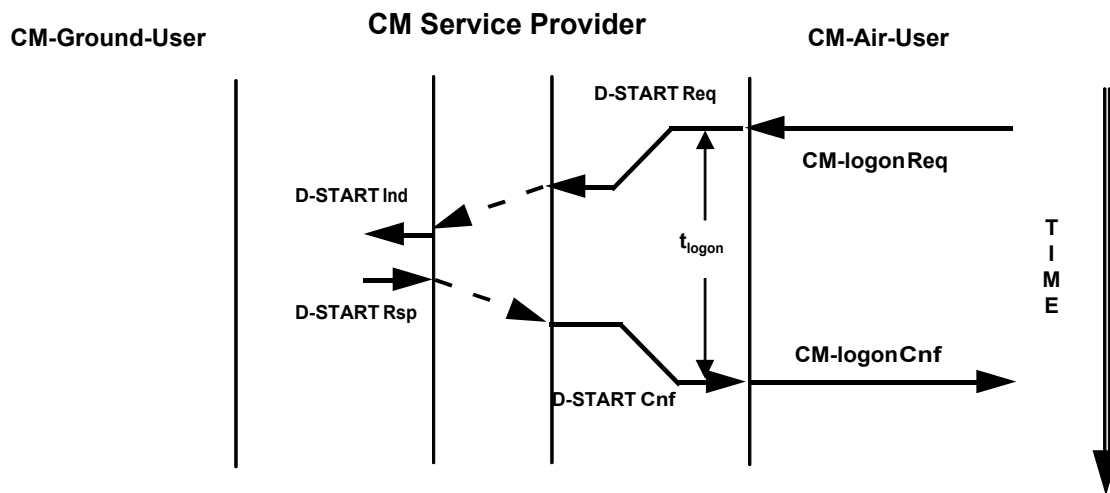 CM Service Provider
CM-Ground-User
CM-Air-User
D-START Req
CM-logon Req
D-START Ind
tlogon
D-START Rsp
CM-logon Cnf
D-START Cnf
T
I
M
E